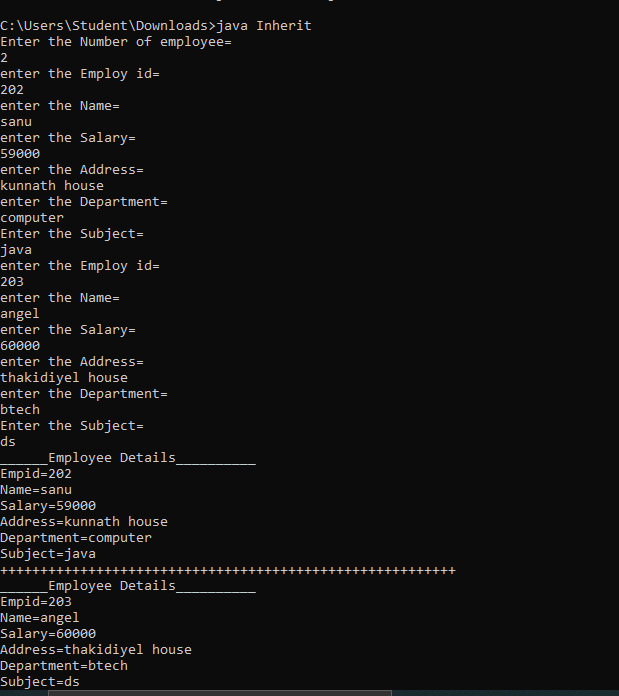 C:\Users\Student\Downloads>java Inherit
Enter the Number of employee=
2
enter the Employ id=
202
enter the Name=
sanu
enter the Salary=
59000
enter the Address=
kunnath house
enter the Department=
computer
Enter the Subject=
java
enter the Employ id=
203
enter the Name=
angel
enter the Salary=
60000
enter the Address=
thakidiyel house
enter the Department=
btech
Enter the Subject=
ds
______Employee Details__________
Empid=202
Name=sanu
Salary=59000
Address=kunnath house
Department=computer
Subject=java
+++++++++++++++++++++++++++++++++++++++++++++++++++++++++
______Employee Details__________
Empid=203
Name=angel
Salary=60000
Address=thakidiyel house
Department=btech
Subject=ds